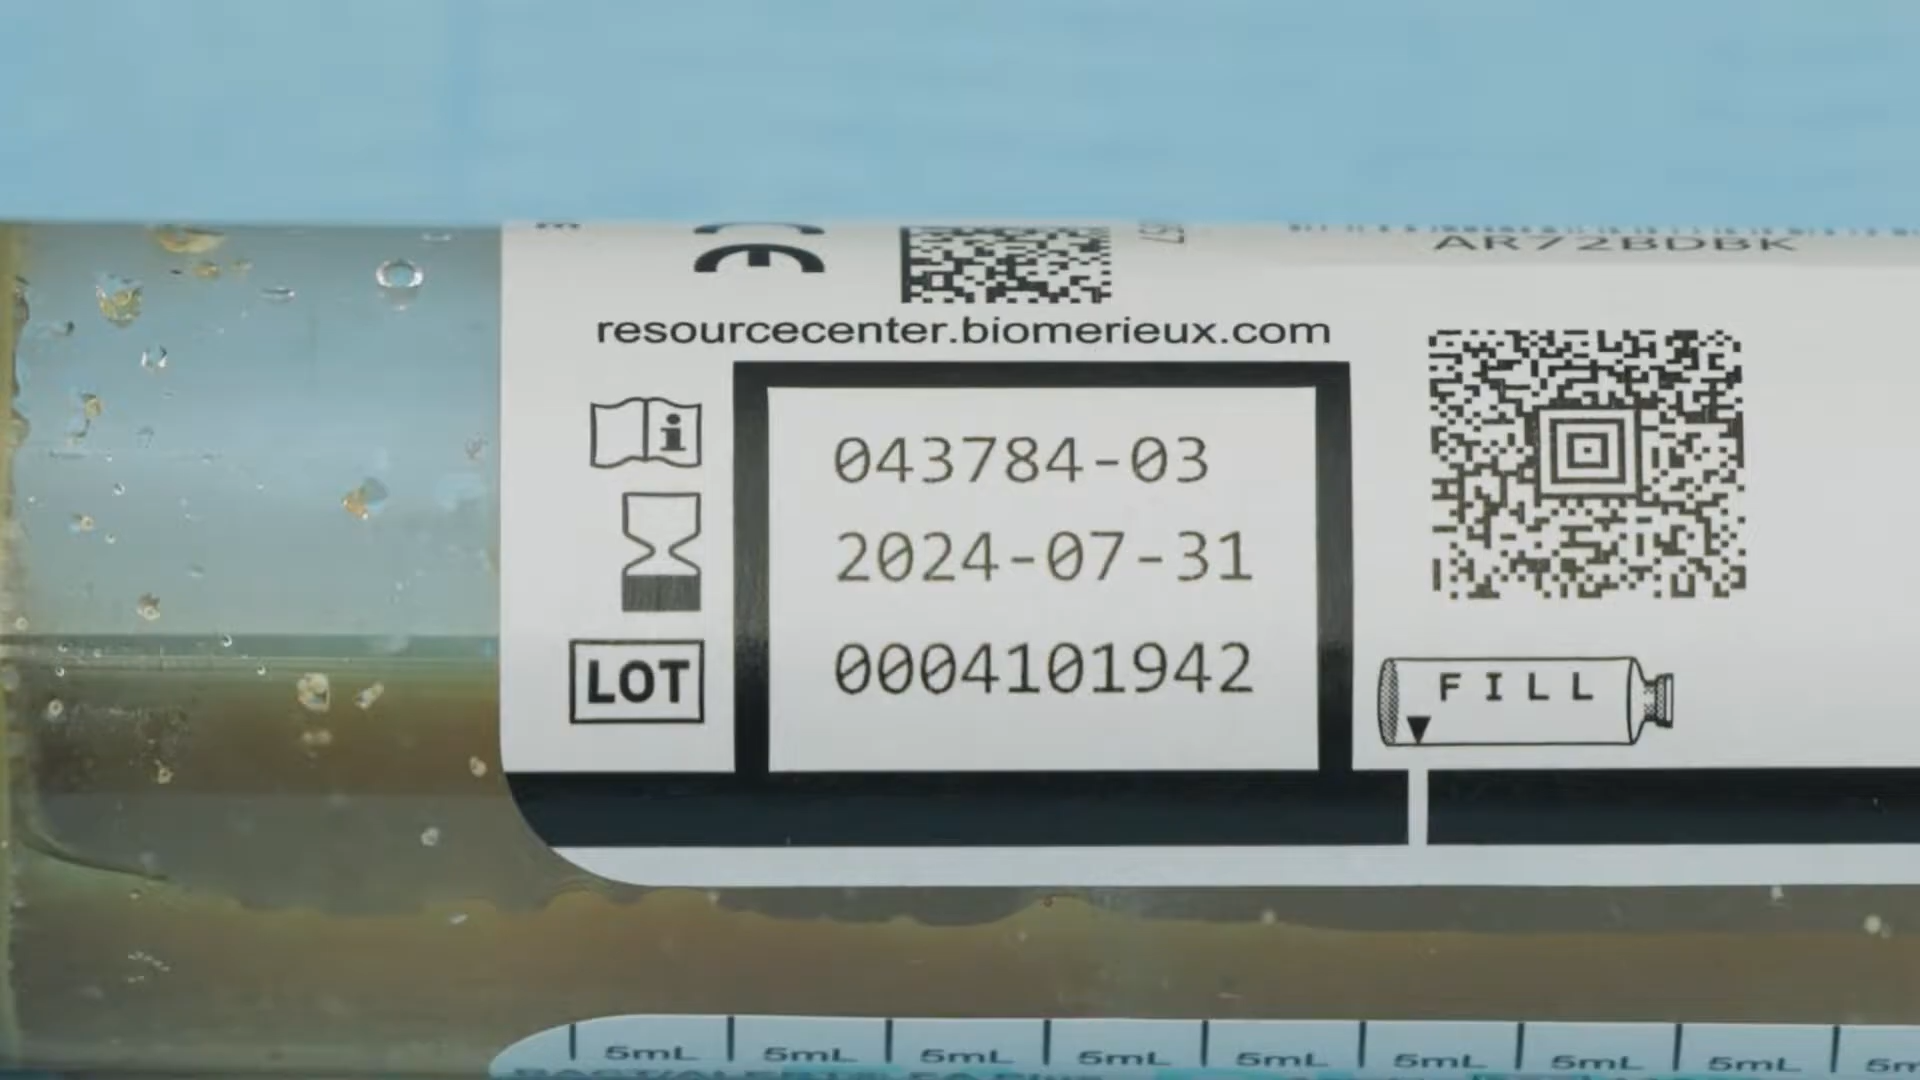 CE
AR72BDBK
resourcecenter.biomerieux.com
043784-03
2024-07-31
LOT
0004101942
FILL
5mL 5mL 5mL 5mL 5mL 5mL 5mL 5mL